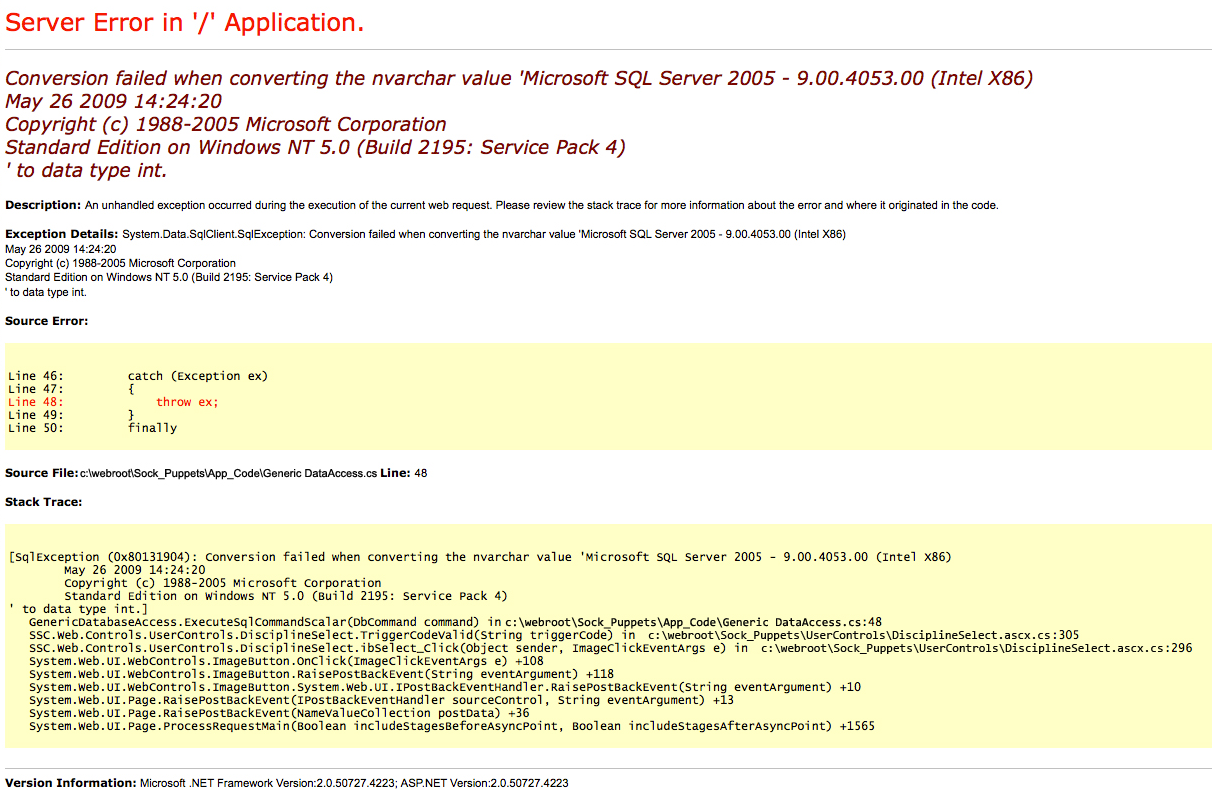 Server Error in '/' Application.
Conversion failed when converting the nvarchar value 'Microsoft SQL Server 2005 - 9.00.4053.00 (Intel X86)
May 26 2009 14:24:20
Copyright (c) 1988-2005 Microsoft Corporation
Standard Edition on Windows NT 5.0 (Build 2195: Service Pack 4)
' to data type int.
Description: An unhandled exception occurred during the execution of the current web request. Please review the stack trace for more information about the error and where it originated in the code.
Exception Details: System.Data.SqlClient.SqlException: Conversion failed when converting the nvarchar value 'Microsoft SQL Server 2005 - 9.00.4053.00 (Intel X86)
May 26 2009 14:24:20
Copyright (c) 1988-2005 Microsoft Corporation
Standard Edition on Windows NT 5.0 (Build 2195: Service Pack 4)
' to data type int.
Source Error:
Line 46:         catch (Exception ex)
Line 47:         {
Line 48:             throw ex;
Line 49:         }
Line 50:         finally
Source File: c:\webroot\Sock_Puppets\App_Code\Generic DataAccess.cs Line: 48
Stack Trace:
[SqlException (0x80131904): Conversion failed when converting the nvarchar value 'Microsoft SQL Server 2005 - 9.00.4053.00 (Intel X86)
May 26 2009 14:24:20
Copyright (c) 1988-2005 Microsoft Corporation
Standard Edition on Windows NT 5.0 (Build 2195: Service Pack 4)
' to data type int.]
GenericDatabaseAccess.ExecuteSqlCommandScalar(DbCommand command) in c:\webroot\Sock_Puppets\App_Code\Generic DataAccess.cs:48
SSC.Web.Controls.UserControls.DisciplineSelect.TriggerCodeValid(String triggerCode) in c:\webroot\Sock_Puppets\UserControls\DisciplineSelect.ascx.cs:305
SSC.Web.Controls.UserControls.DisciplineSelect.ibSelect_Click(Object sender, ImageClickEventArgs e) in c:\webroot\Sock_Puppets\UserControls\DisciplineSelect.ascx.cs:296
System.Web.UI.WebControls.ImageButton.OnClick(ImageClickEventArgs e) +108
System.Web.UI.WebControls.ImageButton.RaisePostBackEvent(String eventArgument) +118
System.Web.UI.WebControls.ImageButton.System.Web.UI.IPostBackEventHandler.RaisePostBackEvent(String eventArgument) +10
System.Web.UI.Page.RaisePostBackEvent(IPostBackEventHandler sourceControl, String eventArgument) +13
System.Web.UI.Page.RaisePostBackEvent(NameValueCollection postData) +36
System.Web.UI.Page.ProcessRequestMain(Boolean includeStagesBeforeAsyncPoint, Boolean includeStagesAfterAsyncPoint) +1565
Version Information: Microsoft .NET Framework Version:2.0.50727.4223; ASP.NET Version:2.0.50727.4223